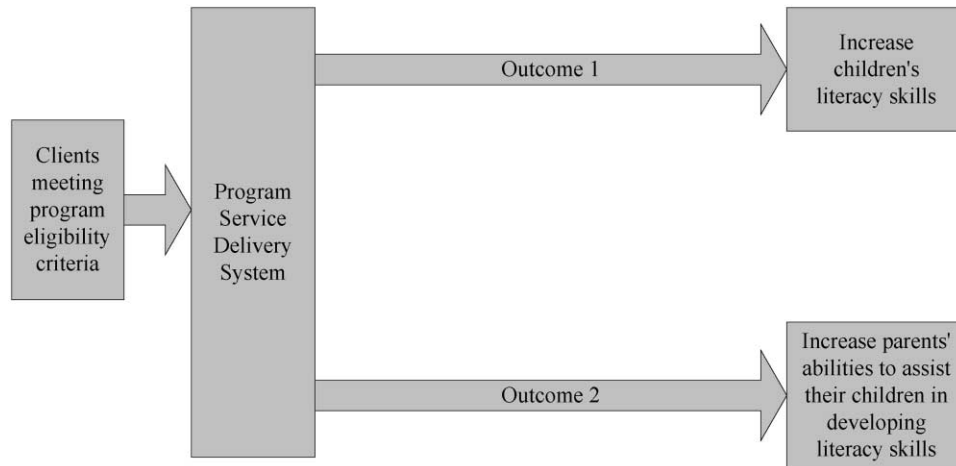 Clients
meeting
program
eligibility
criteria
Program
Service
Delivery
System
Outcome 1
Increase
children's
literacy skills
Outcome 2
Increase parents'
abilities to assist
their children in
developing
literacy skills